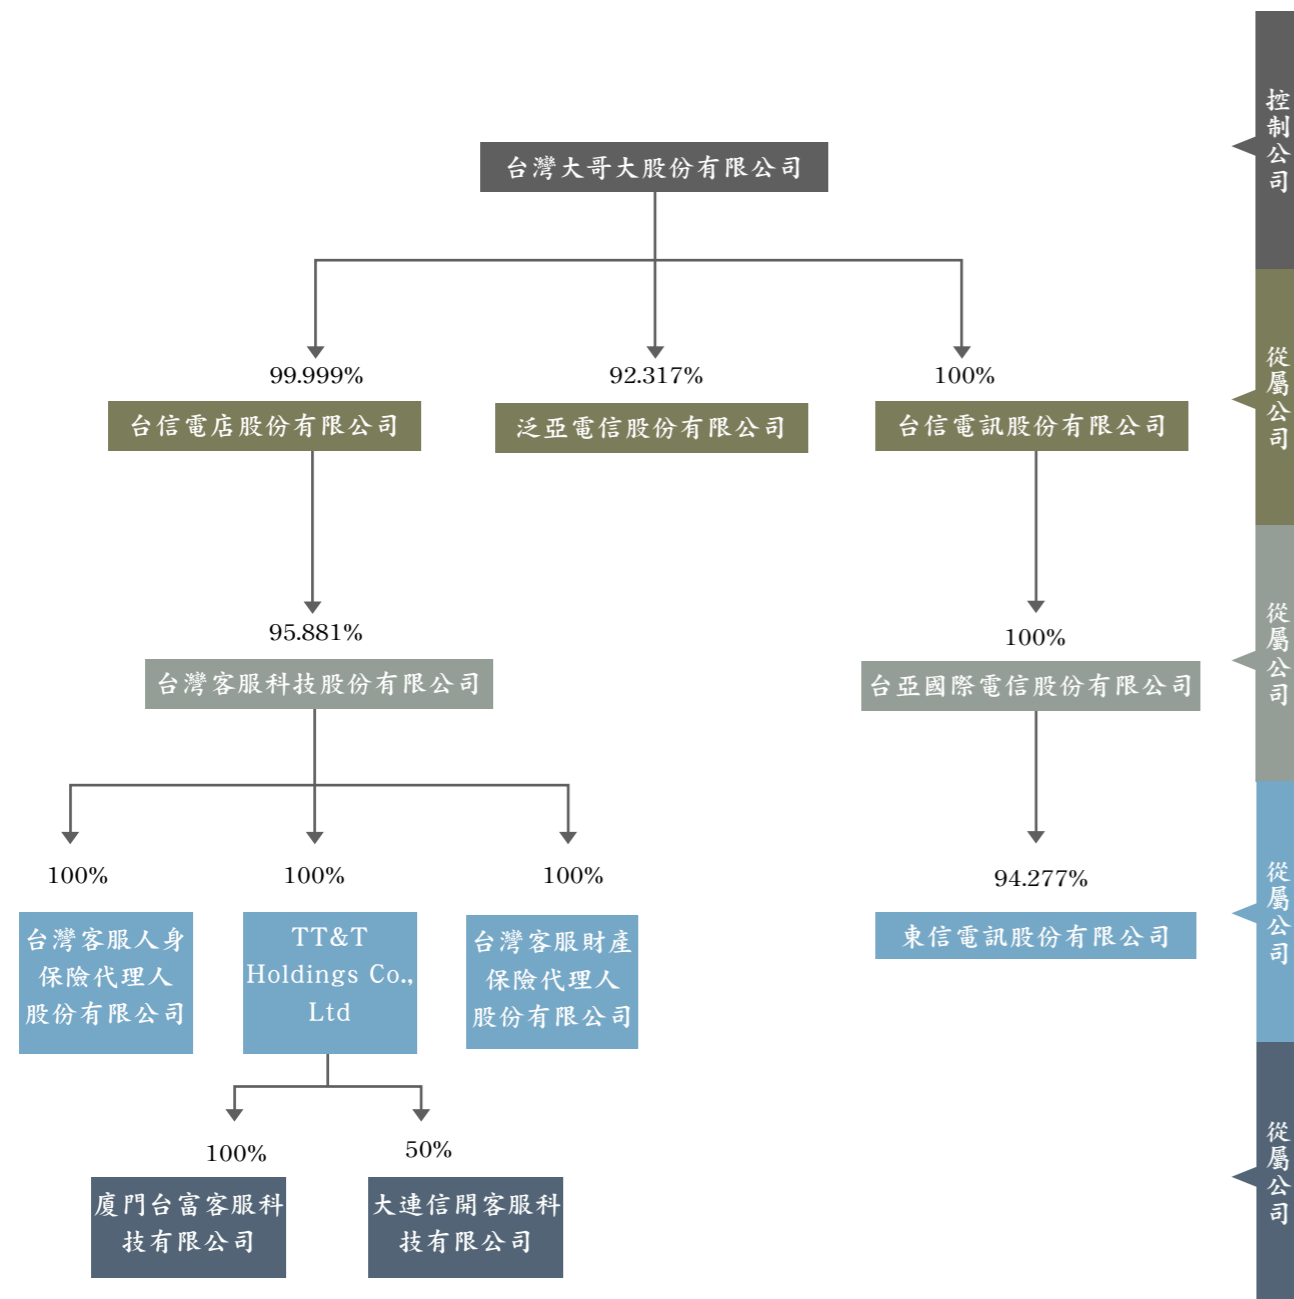 台灣大哥大股份有限公司
99.999%
92.317%
100%
台信電店股份有限公司
泛亞電信股份有限公司
台信電訊股份有限公司
95.881%
100%
台灣客服科技股份有限公司
台亞國際電信股份有限公司
100%
100%
100%
94.277%
台灣客服人身
保險代理人
股份有限公司
TT&T
Holdings Co.,
Ltd
台灣客服財產
保險代理人
股份有限公司
東信電訊股份有限公司
100%
50%
廈門台富客服科
技有限公司
大連信開客服科
技有限公司
控制公司
從屬公司
從屬公司
從屬公司
從屬公司